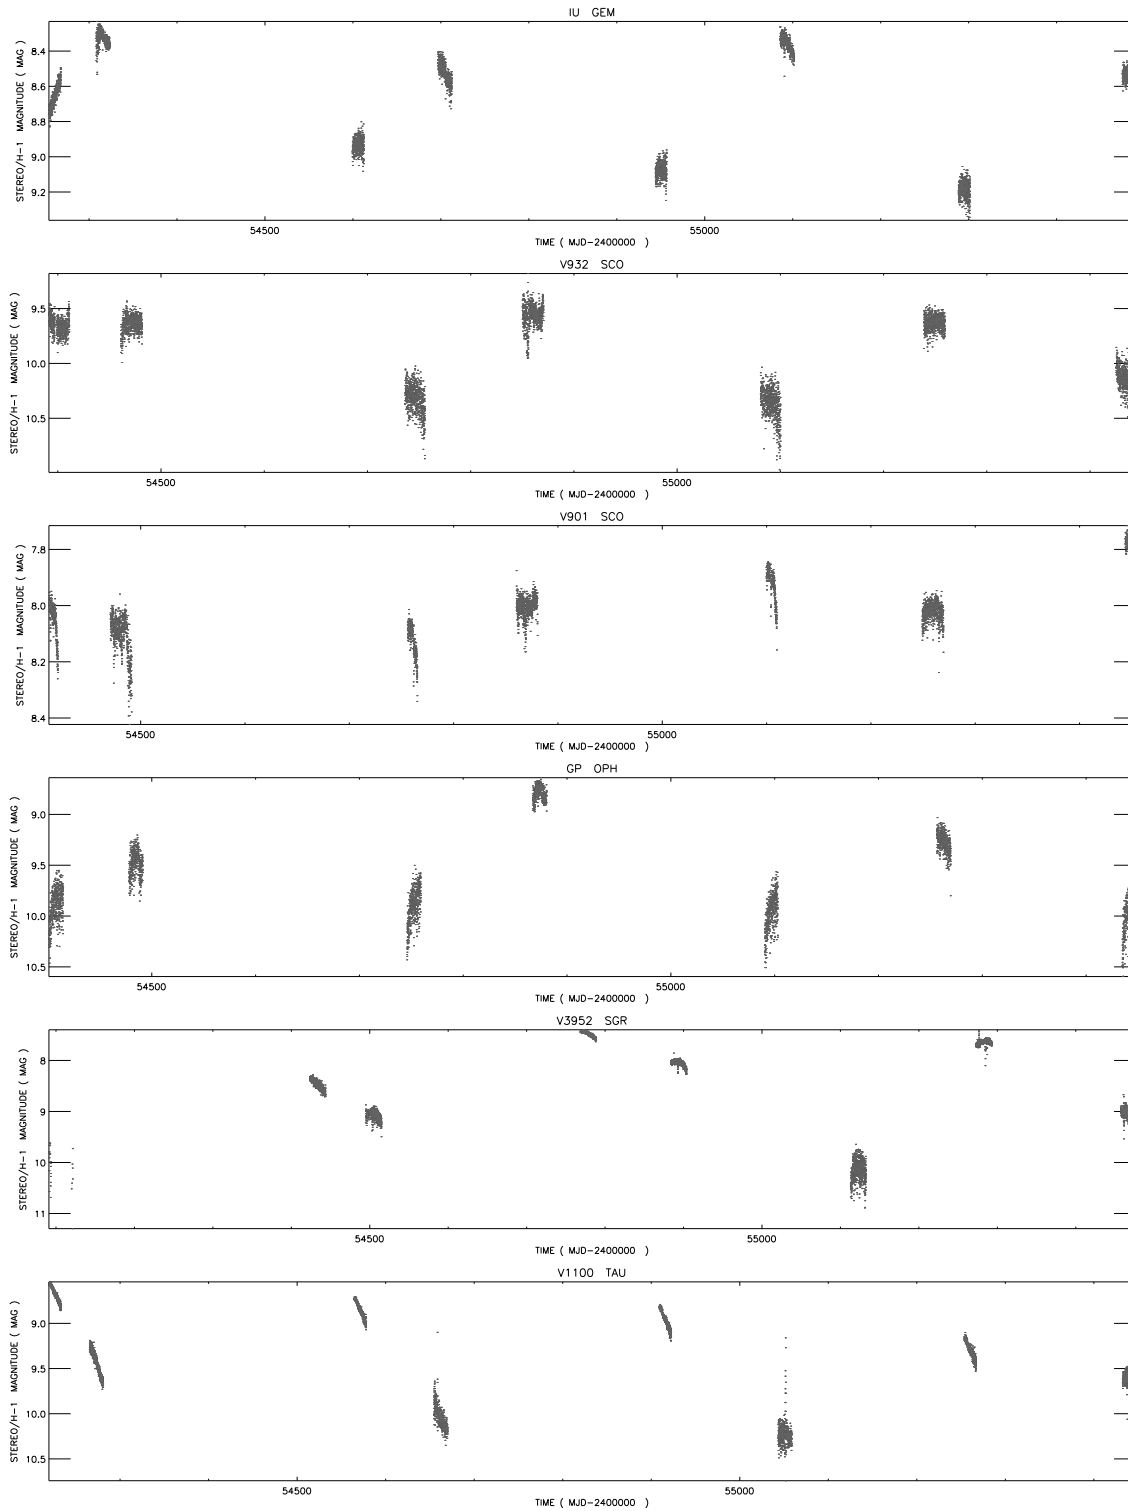 IU GEM
STEREO/H-1 MAGNITUDE ( MAG )
8.4
8.6
8.8
9.0
9.2
54500
55000
TIME ( MJD-2400000 )
V932 SCO
STEREO/H-1 MAGNITUDE ( MAG )
9.5
10.0
10.5
54500
55000
TIME ( MJD-2400000 )
V901 SCO
STEREO/H-1 MAGNITUDE ( MAG )
7.8
8.0
8.2
8.4
54500
55000
TIME ( MJD-2400000 )
GP OPH
STEREO/H-1 MAGNITUDE ( MAG )
9.0
9.5
10.0
10.5
54500
55000
TIME ( MJD-2400000 )
V3952 SGR
STEREO/H-1 MAGNITUDE ( MAG )
8
9
10
11
54500
55000
TIME ( MJD-2400000 )
V1100 TAU
STEREO/H-1 MAGNITUDE ( MAG )
9.0
9.5
10.0
10.5
54500
55000
TIME ( MJD-2400000 )